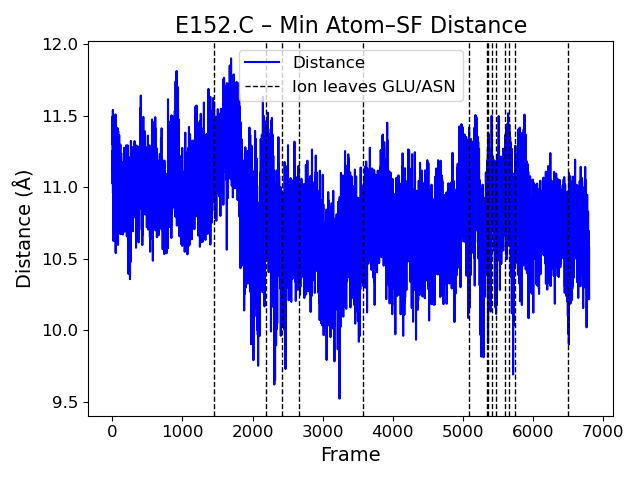 E152.C – Min Atom–SF Distance
Distance
Ion leaves GLU/ASN
Distance (Å)
12.0
11.5
11.0
10.5
10.0
9.5
0 1000 2000 3000 4000 5000 6000 7000
Frame